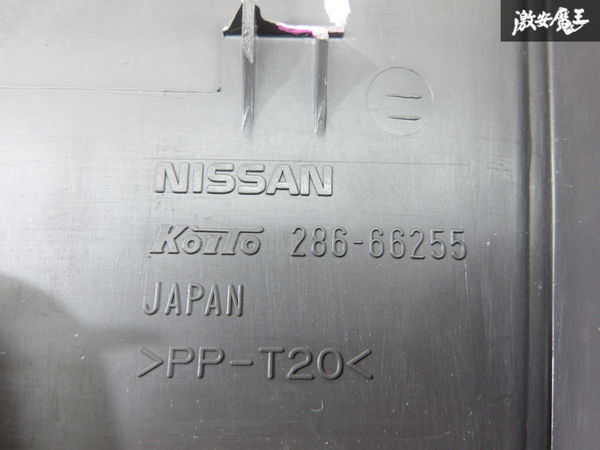 激安魔王
NISSAN
KOITO 286-66255
JAPAN
>PP-T20<